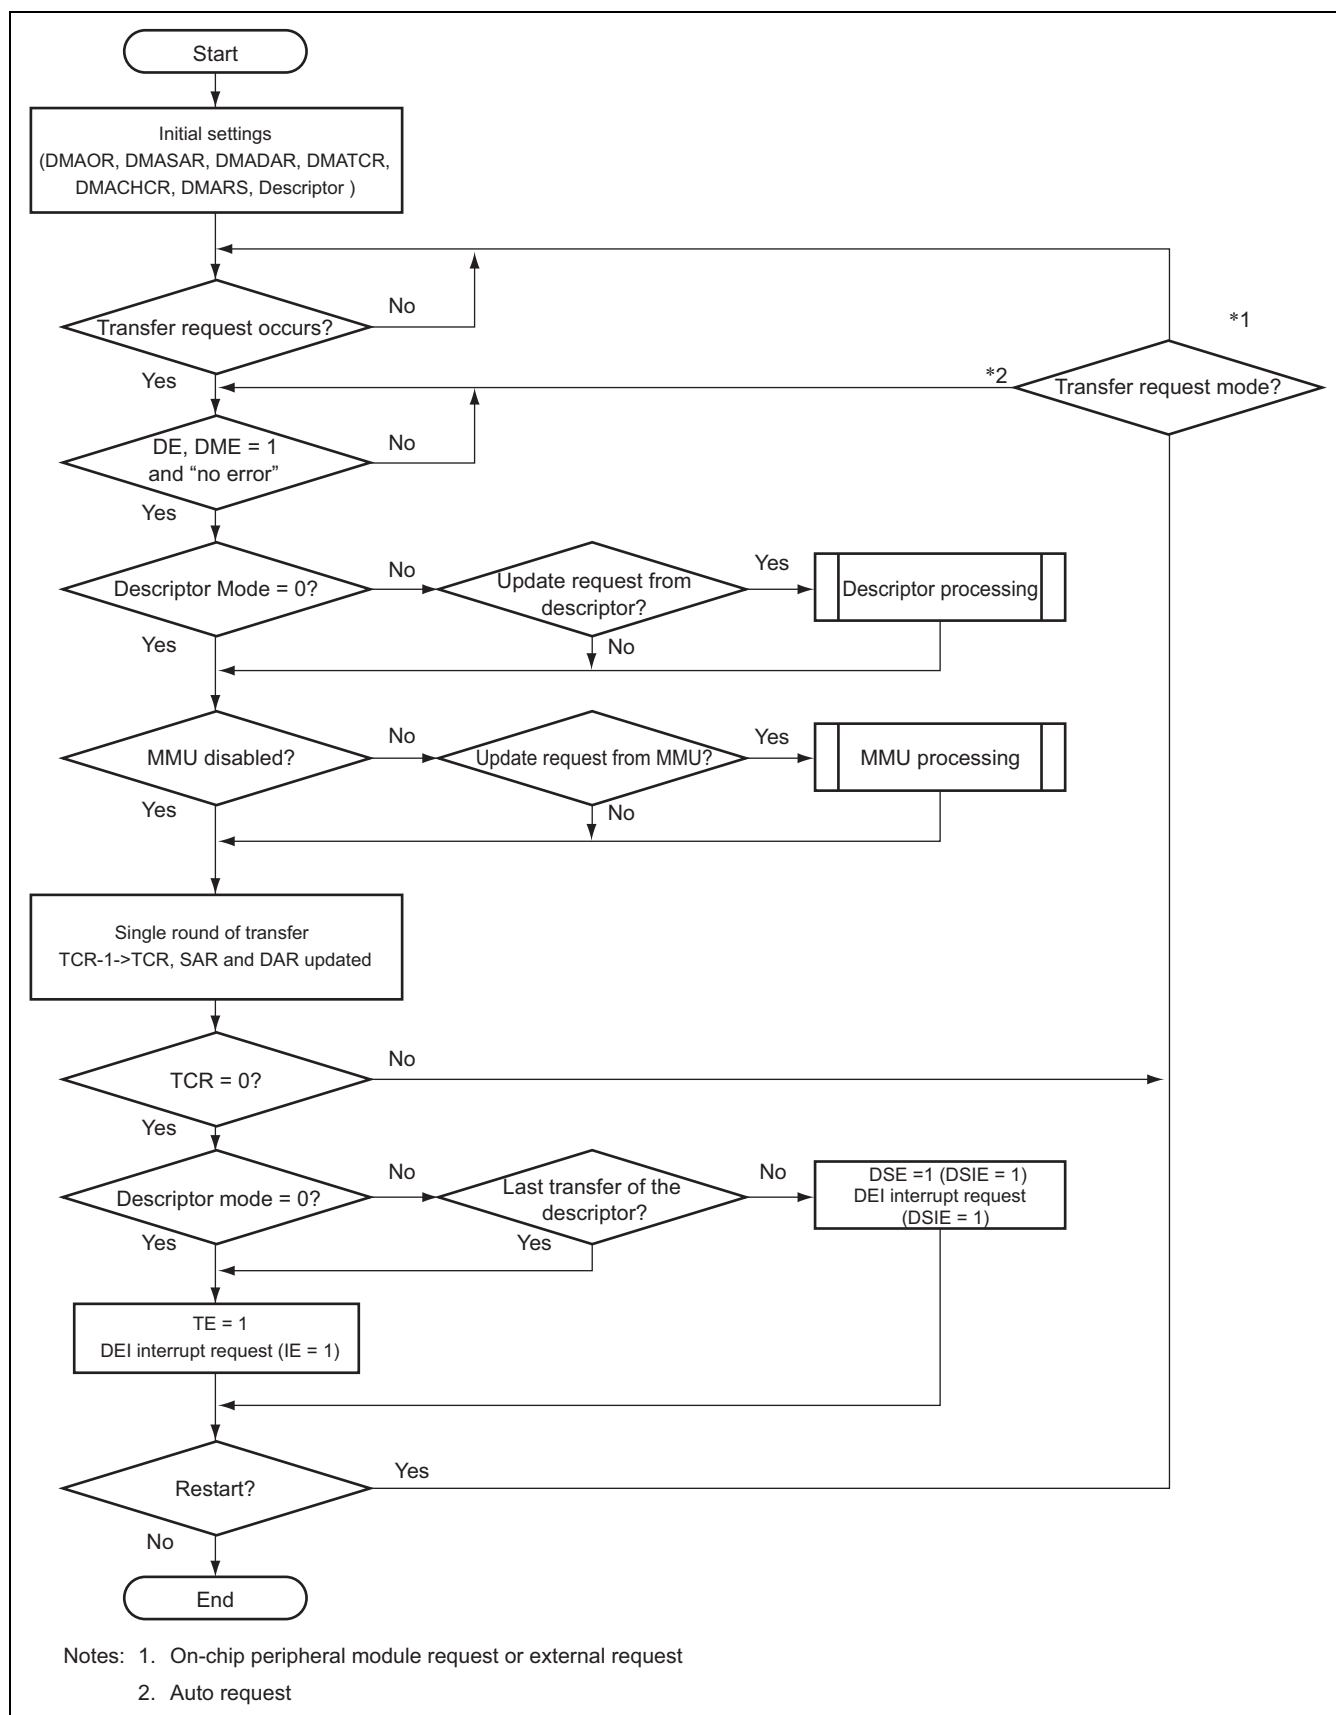 Start
Initial settings
(DMAOR, DMASAR, DMADAR, DMATCR,
DMACHCR, DMARS, Descriptor )
Transfer request occurs?
No
Yes
*1
Transfer request mode?
*2
DE, DME = 1
and “no error”
No
Yes
Descriptor Mode = 0?
No
Update request from
descriptor?
Yes
Descriptor processing
Yes
No
MMU disabled?
No
Update request from MMU?
Yes
MMU processing
Yes
No
Single round of transfer
TCR-1->TCR, SAR and DAR updated
TCR = 0?
No
Yes
Descriptor mode = 0?
No
Last transfer of the
descriptor?
No
DSE =1 (DSIE = 1)
DEI interrupt request
(DSIE = 1)
Yes
Yes
TE = 1
DEI interrupt request (IE = 1)
Restart?
Yes
No
End
Notes: 1. On-chip peripheral module request or external request
2. Auto request